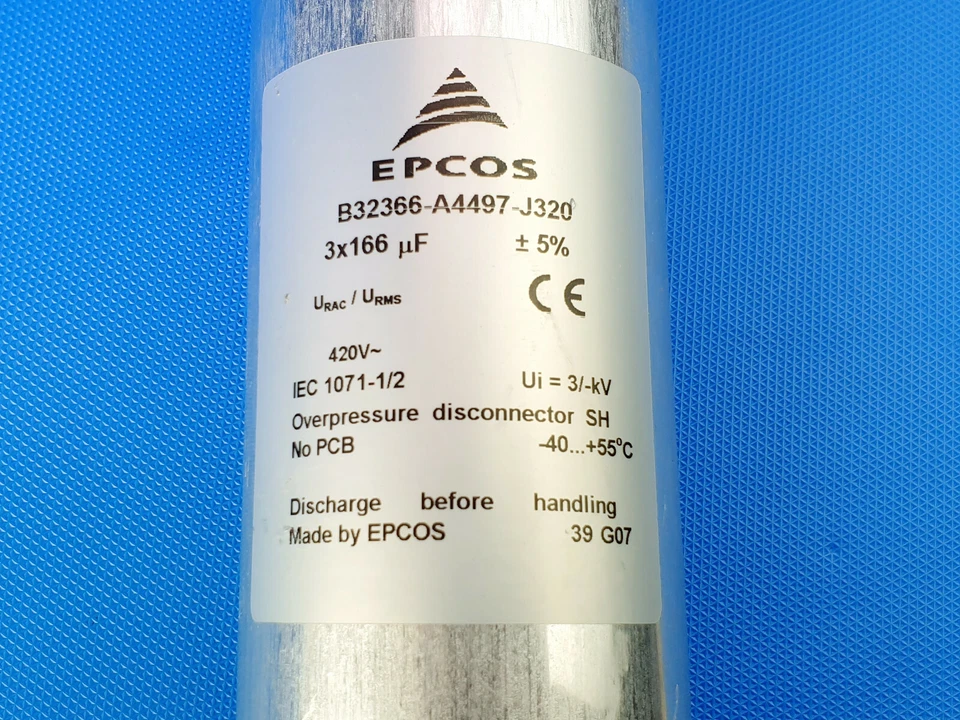 EPCOS
B32366-A4497-J320
3x166 µF ± 5%
URAC / URMS CE
420V~
IEC 1071-1/2 Ui = 3/-kV
Overpressure disconnector SH
No PCB -40...+55°C
Discharge before handling
Made by EPCOS 39 G07